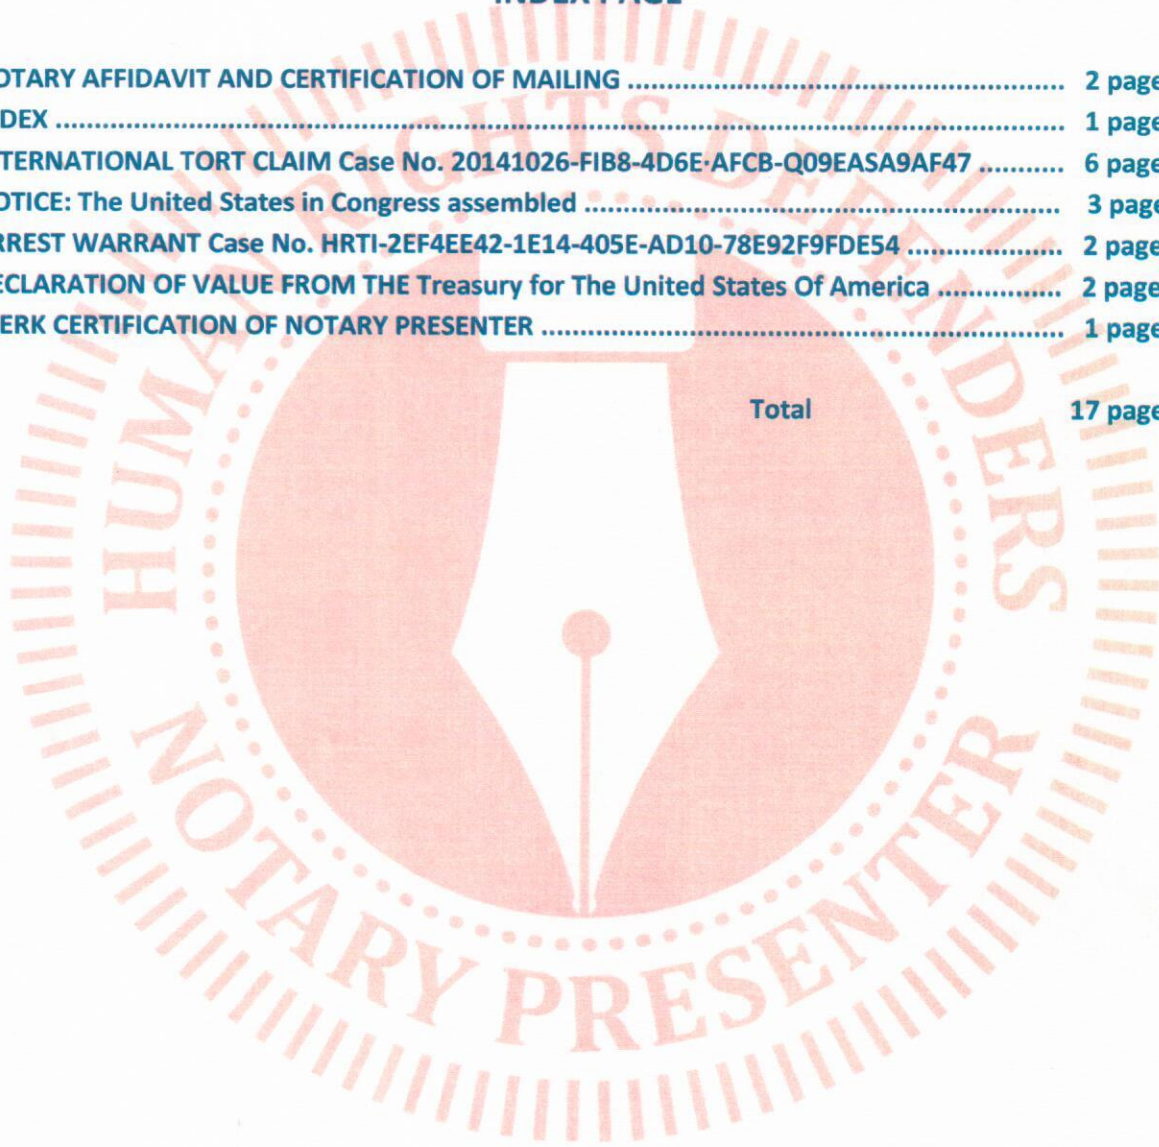 INDEX PAGE
OTARY AFFIDAVIT AND CERTIFICATION OF MAILING ........................................................ 2 page
DEX .................................................................................................................................. 1 page
TERNATIONAL TORT CLAIM Case No. 20141026-FIB8-4D6E·AFCB-Q09EASA9AF47 ........... 6 page
OTICE: The United States in Congress assembled ............................................................. 3 page
RREST WARRANT Case No. HRTI-2EF4EE42-1E14-405E-AD10-78E92F9FDE54 .................... 2 page
ECLARATION OF VALUE FROM THE Treasury for The United States Of America ................ 2 page
ERK CERTIFICATION OF NOTARY PRESENTER ................................................................... 1 page
Total 17 page
HUMAN RIGHTS DEFENDERS
NOTARY PRESENTER